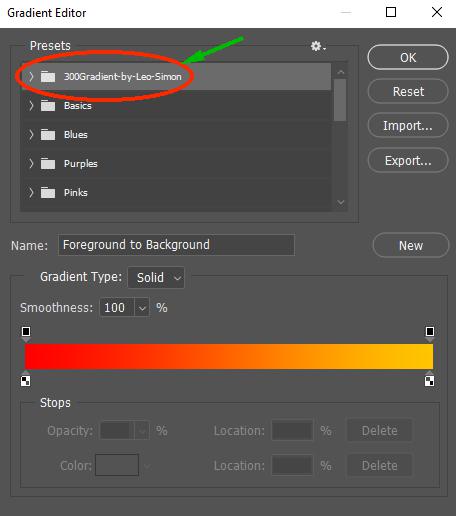 Gradient Editor
Presets
OK
300Gradient-by-Leo-Simon
Reset
Basics
Import...
Blues
Export...
Purples
Pinks
Name: Foreground to Background New
Gradient Type: Solid
Smoothness: 100 %
Stops
Opacity: % Location: % Delete
Color: Location: % Delete